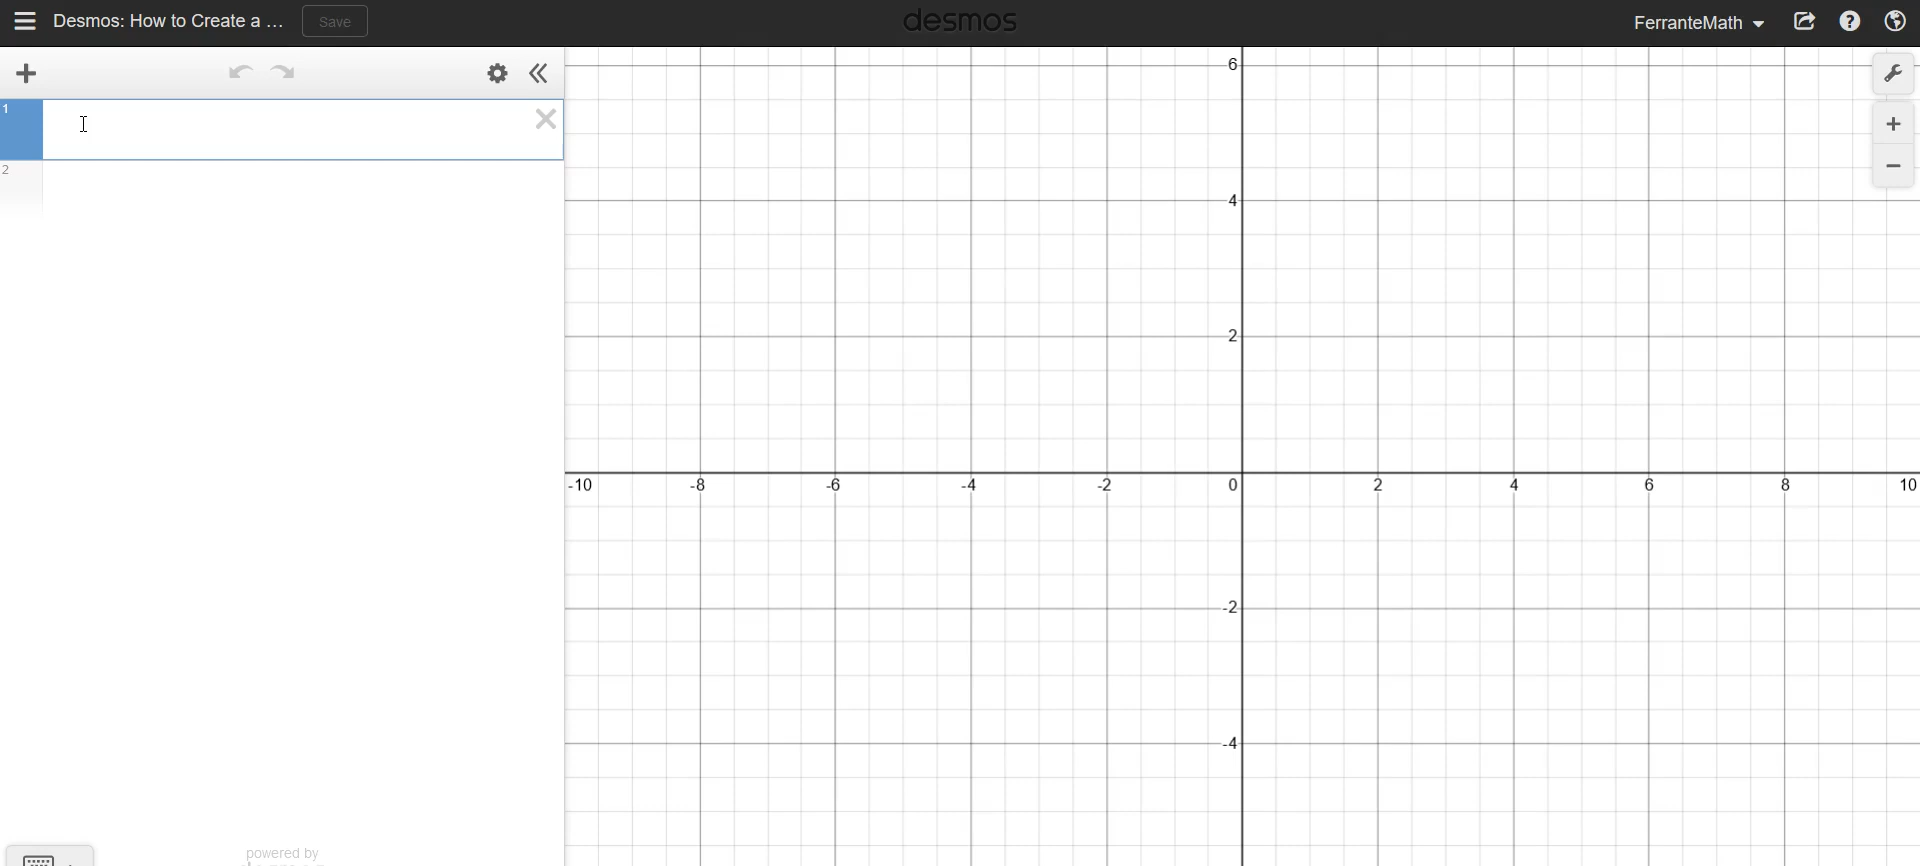 Desmos: How to Create a ...
Save
desmos
FerranteMath
1
2
6
4
2
-10 -8 -6 -4 -2 0 2 4 6 8 10
-2
-4
powered by